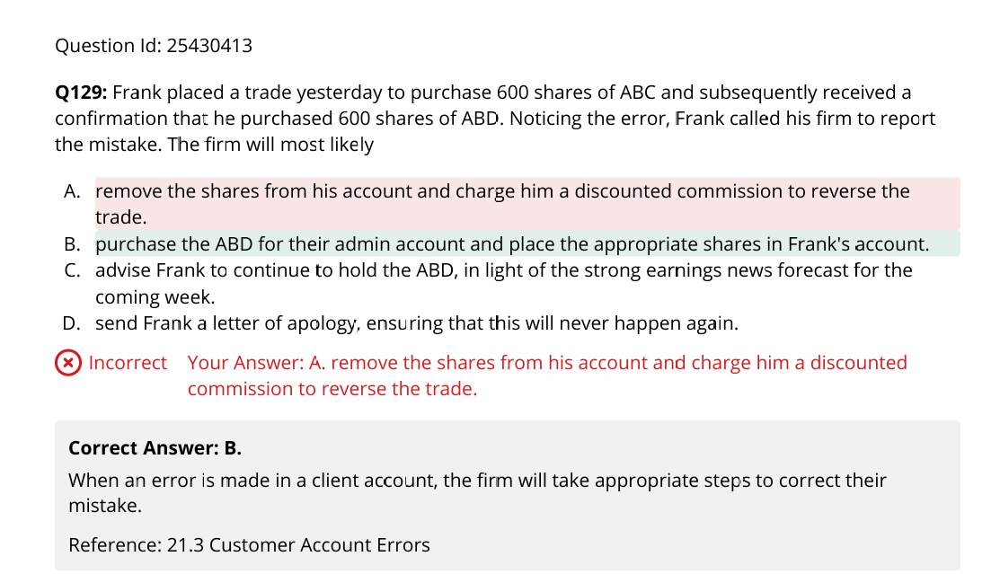 Question Id: 25430413
Q129: Frank placed a trade yesterday to purchase 600 shares of ABC and subsequently received a
confirmation that he purchased 600 shares of ABD. Noticing the error, Frank called his firm to report
the mistake. The firm will most likely
A. remove the shares from his account and charge him a discounted commission to reverse the
trade.
B. purchase the ABD for their admin account and place the appropriate shares in Frank's account.
C. advise Frank to continue to hold the ABD, in light of the strong earnings news forecast for the
coming week.
D. send Frank a letter of apology, ensuring that this will never happen again.
Incorrect Your Answer: A. remove the shares from his account and charge him a discounted
commission to reverse the trade.
Correct Answer: B.
When an error is made in a client account, the firm will take appropriate steps to correct their
mistake.
Reference: 21.3 Customer Account Errors